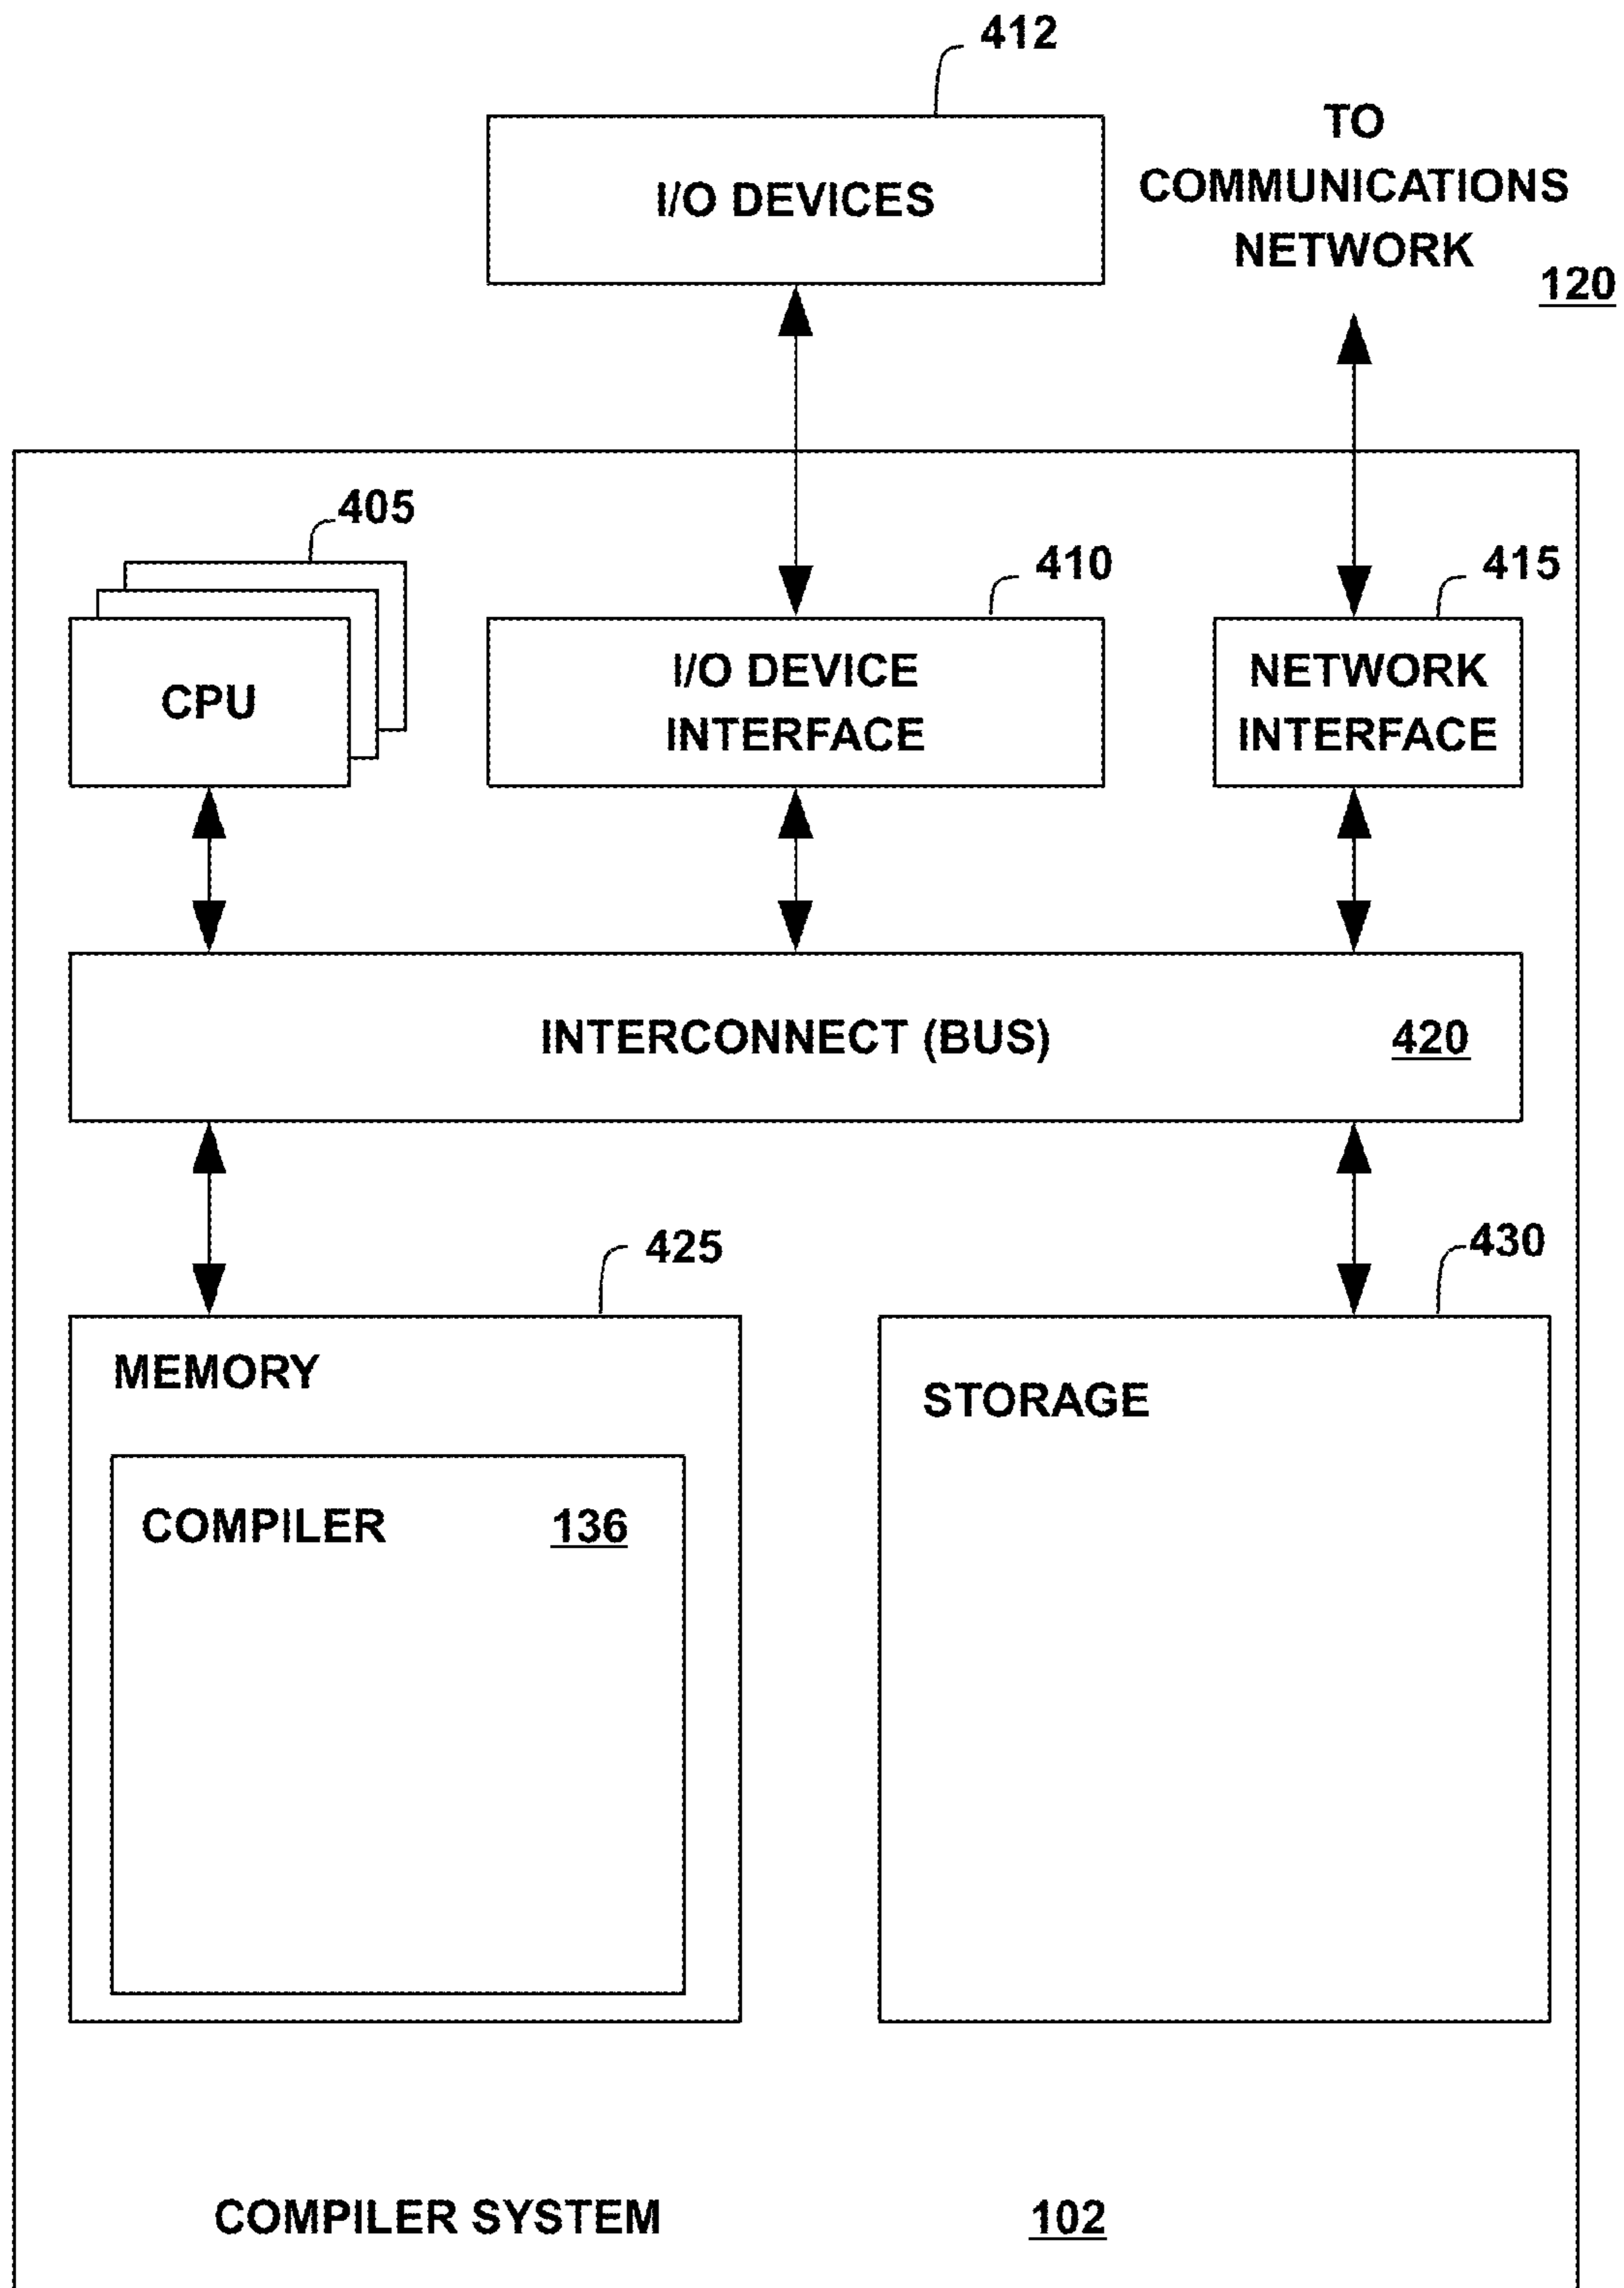 412
I/O DEVICES
TO
COMMUNICATIONS
NETWORK
120
405
CPU
410
I/O DEVICE
INTERFACE
415
NETWORK
INTERFACE
INTERCONNECT (BUS) 420
425
MEMORY
COMPILER 136
430
STORAGE
COMPILER SYSTEM 102